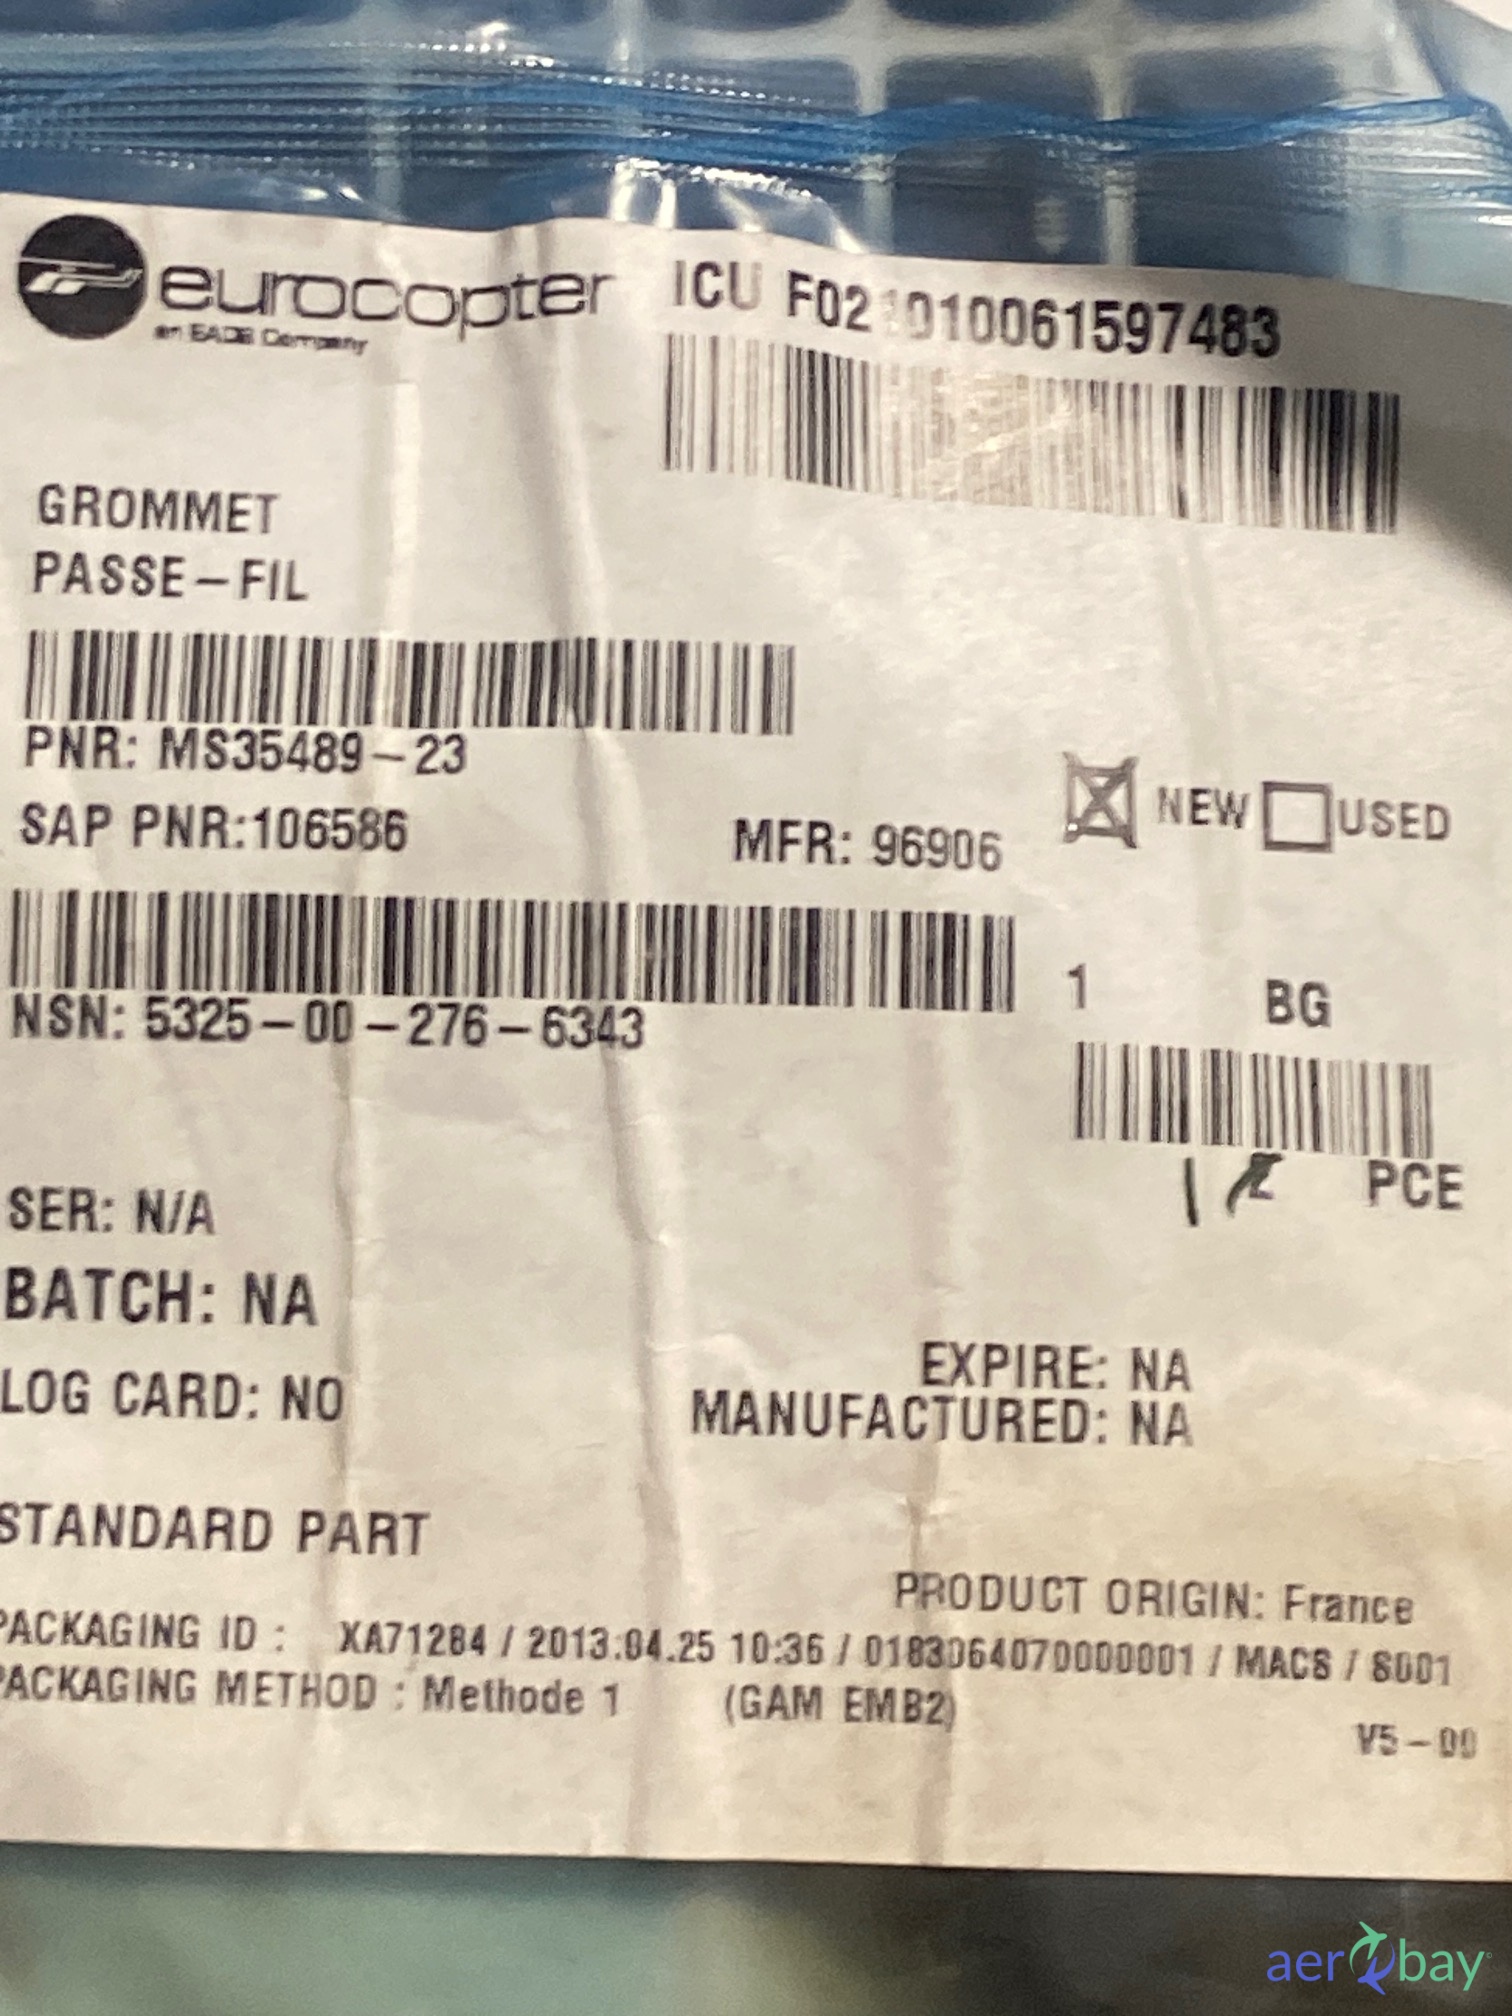 eurocopter
an EADS Company
ICU
GROMMET
PASSE-FIL
PNR: MS35489-23
SAP PNR:106586
MFR: 96906
NEW
USED
NSN: 5325-00-276-6343
1 BG
1 PCE
SER: N/A
BATCH: NA
LOG CARD: NO
EXPIRE: NA
MANUFACTURED: NA
STANDARD PART
PRODUCT ORIGIN: France
PACKAGING ID : XA71284 / 2013.04.25 10:36 / 0183064070000001 / MAC8 / S001
PACKAGING METHOD : Methode 1 (GAM EMB2)
V5-00
aerobay